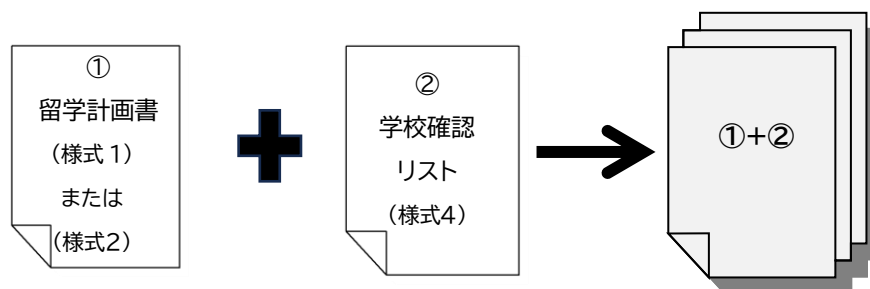 ①
留学計画書
（様式１）
または
（様式2）
②
学校確認
リスト
（様式4）
①+②